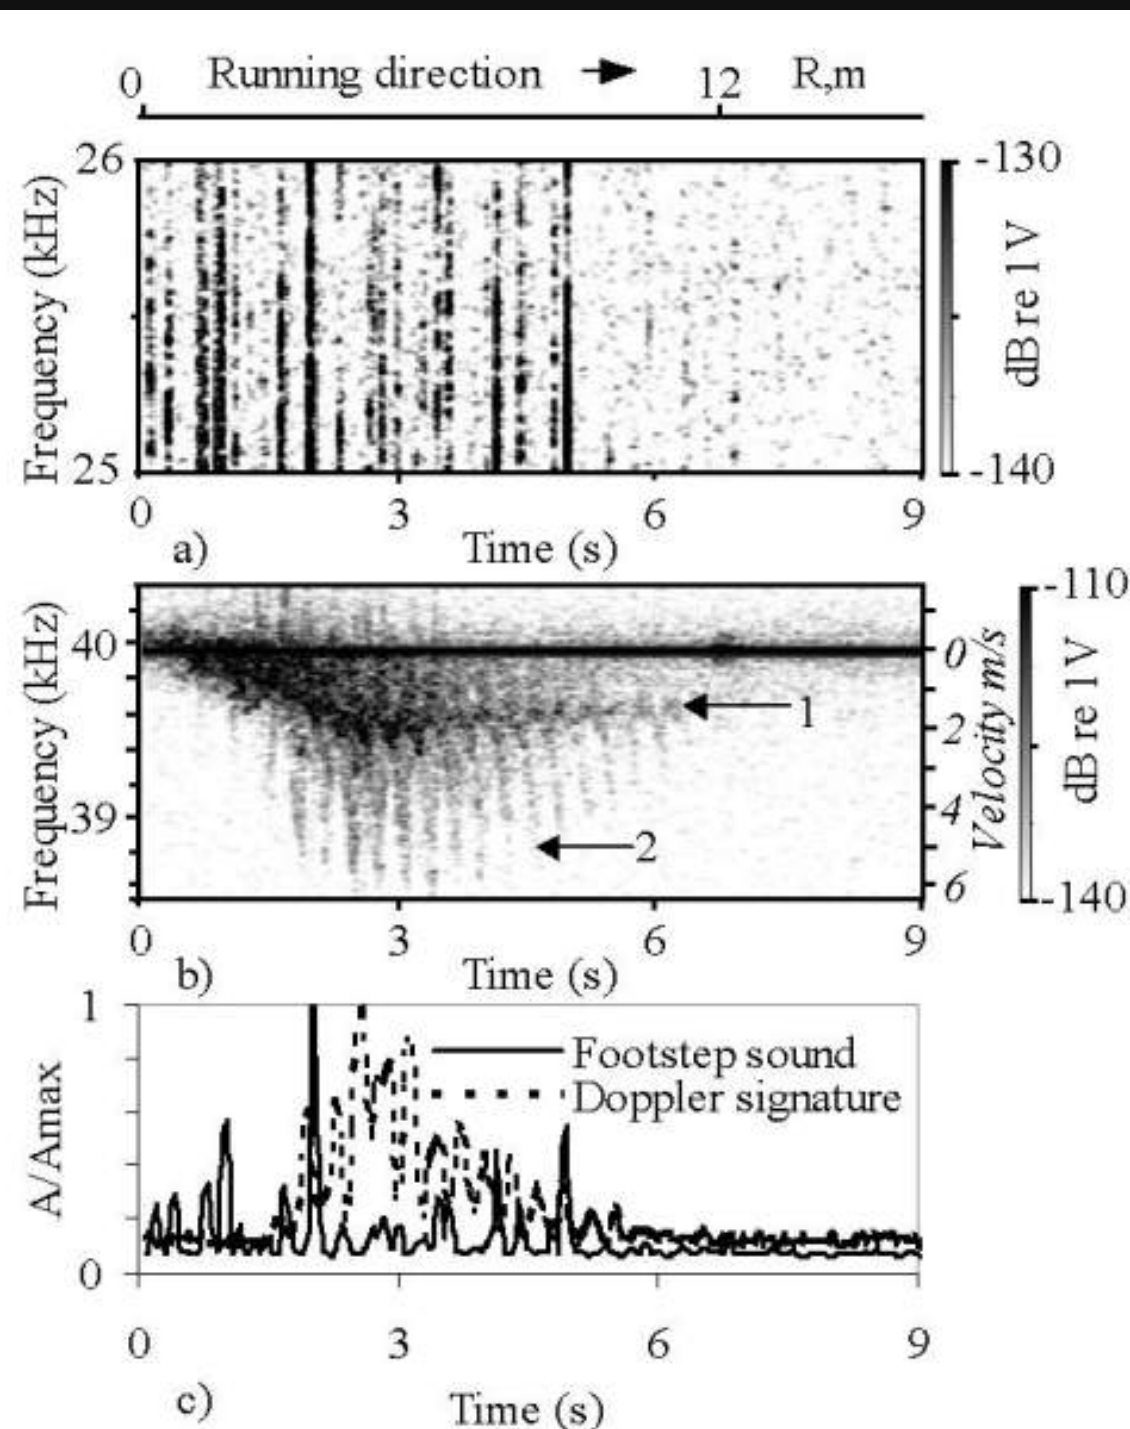 0 Running direction 12 R,m
26
-130
Frequency (kHz)
dB re 1V
25
-140
0 3 6 9
a) Time (s)
-110
40
0
1
2
Frequency (kHz)
Velocity m/s
dB re 1V
39
4
2
6
-140
0 3 6 9
b) Time (s)
1
Footstep sound
Doppler signature
A/Amax
0
0 3 6 9
c) Time (s)